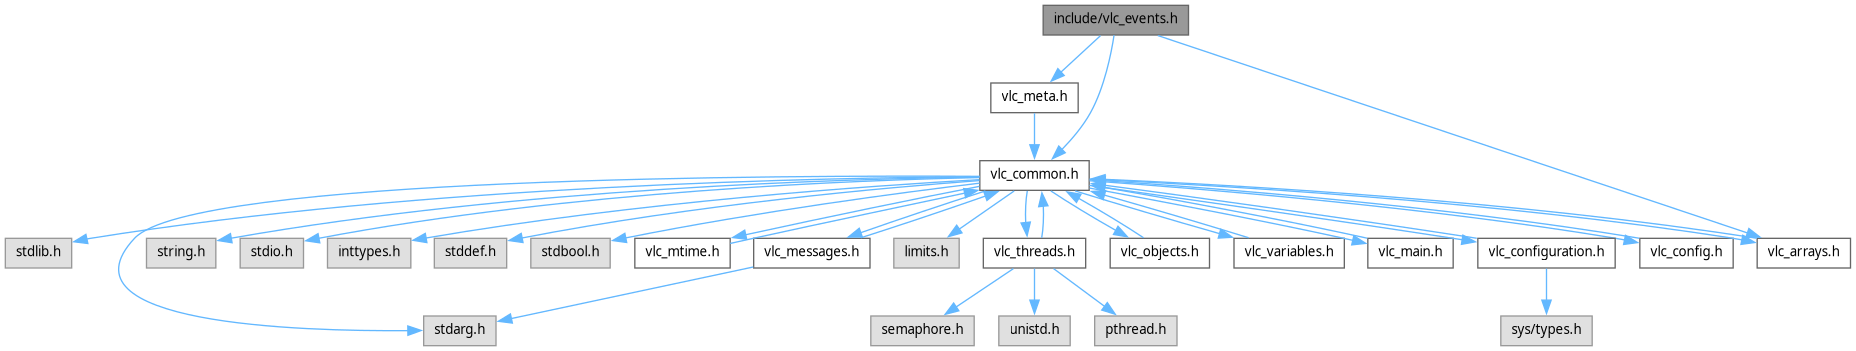 include/vlc_events.h
vlc_meta.h
vlc_common.h
stdlib.h
string.h
stdio.h
inttypes.h
stddef.h
stdbool.h
vlc_mtime.h
vlc_messages.h
limits.h
vlc_threads.h
vlc_objects.h
vlc_variables.h
vlc_main.h
vlc_configuration.h
vlc_config.h
vlc_arrays.h
stdarg.h
semaphore.h
unistd.h
pthread.h
sys/types.h